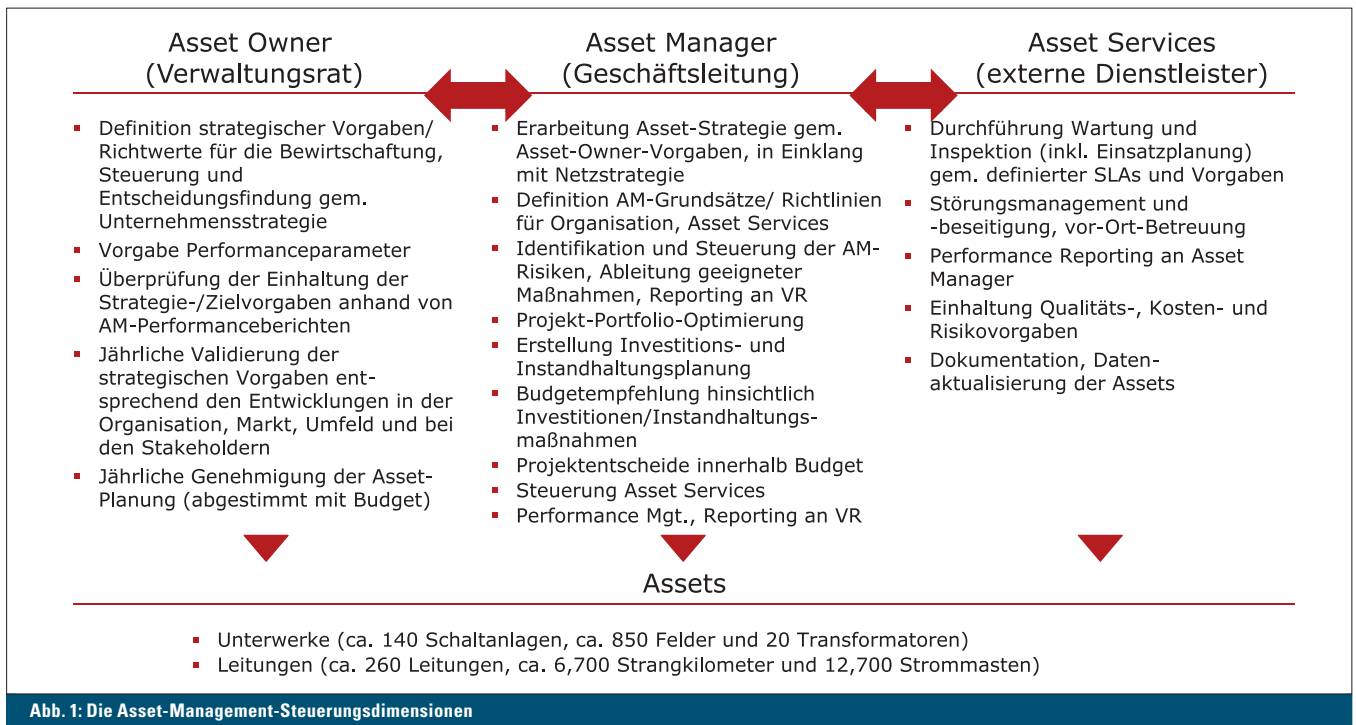 Asset Owner
(Verwaltungsrat)
▪ Definition strategischer Vorgaben/
Richtwerte für die Bewirtschaftung,
Steuerung und
Entscheidungsfindung gem.
Unternehmensstrategie
▪ Vorgabe Performanceparameter
▪ Überprüfung der Einhaltung der
Strategie-/Zielvorgaben anhand von
AM-Performanceberichten
▪ Jährliche Validierung der
strategischen Vorgaben ent-
sprechend den Entwicklungen in der
Organisation, Markt, Umfeld und bei
den Stakeholdern
▪ Jährliche Genehmigung der Asset-
Planung (abgestimmt mit Budget)
Asset Manager
(Geschäftsleitung)
▪ Erarbeitung Asset-Strategie gem.
Asset-Owner-Vorgaben, in Einklang
mit Netzstrategie
▪ Definition AM-Grundsätze/ Richtlinien
für Organisation, Asset Services
▪ Identifikation und Steuerung der AM-
Risiken, Ableitung geeigneter
Maßnahmen, Reporting an VR
▪ Projekt-Portfolio-Optimierung
▪ Erstellung Investitions- und
Instandhaltungsplanung
▪ Budgetempfehlung hinsichtlich
Investitionen/Instandhaltungs-
maßnahmen
▪ Projektentscheide innerhalb Budget
▪ Steuerung Asset Services
▪ Performance Mgt., Reporting an VR
Asset Services
(externe Dienstleister)
▪ Durchführung Wartung und
Inspektion (inkl. Einsatzplanung)
gem. definierter SLAs und Vorgaben
▪ Störungsmanagement und
-beseitigung, vor-Ort-Betreuung
▪ Performance Reporting an Asset
Manager
▪ Einhaltung Qualitäts-, Kosten- und
Risikovorgaben
▪ Dokumentation, Daten-
aktualisierung der Assets
Assets
▪ Unterwerke (ca. 140 Schaltanlagen, ca. 850 Felder und 20 Transformatoren)
▪ Leitungen (ca. 260 Leitungen, ca. 6,700 Strangkilometer und 12,700 Strommasten)
Abb. 1: Die Asset-Management-Steuerungsdimensionen